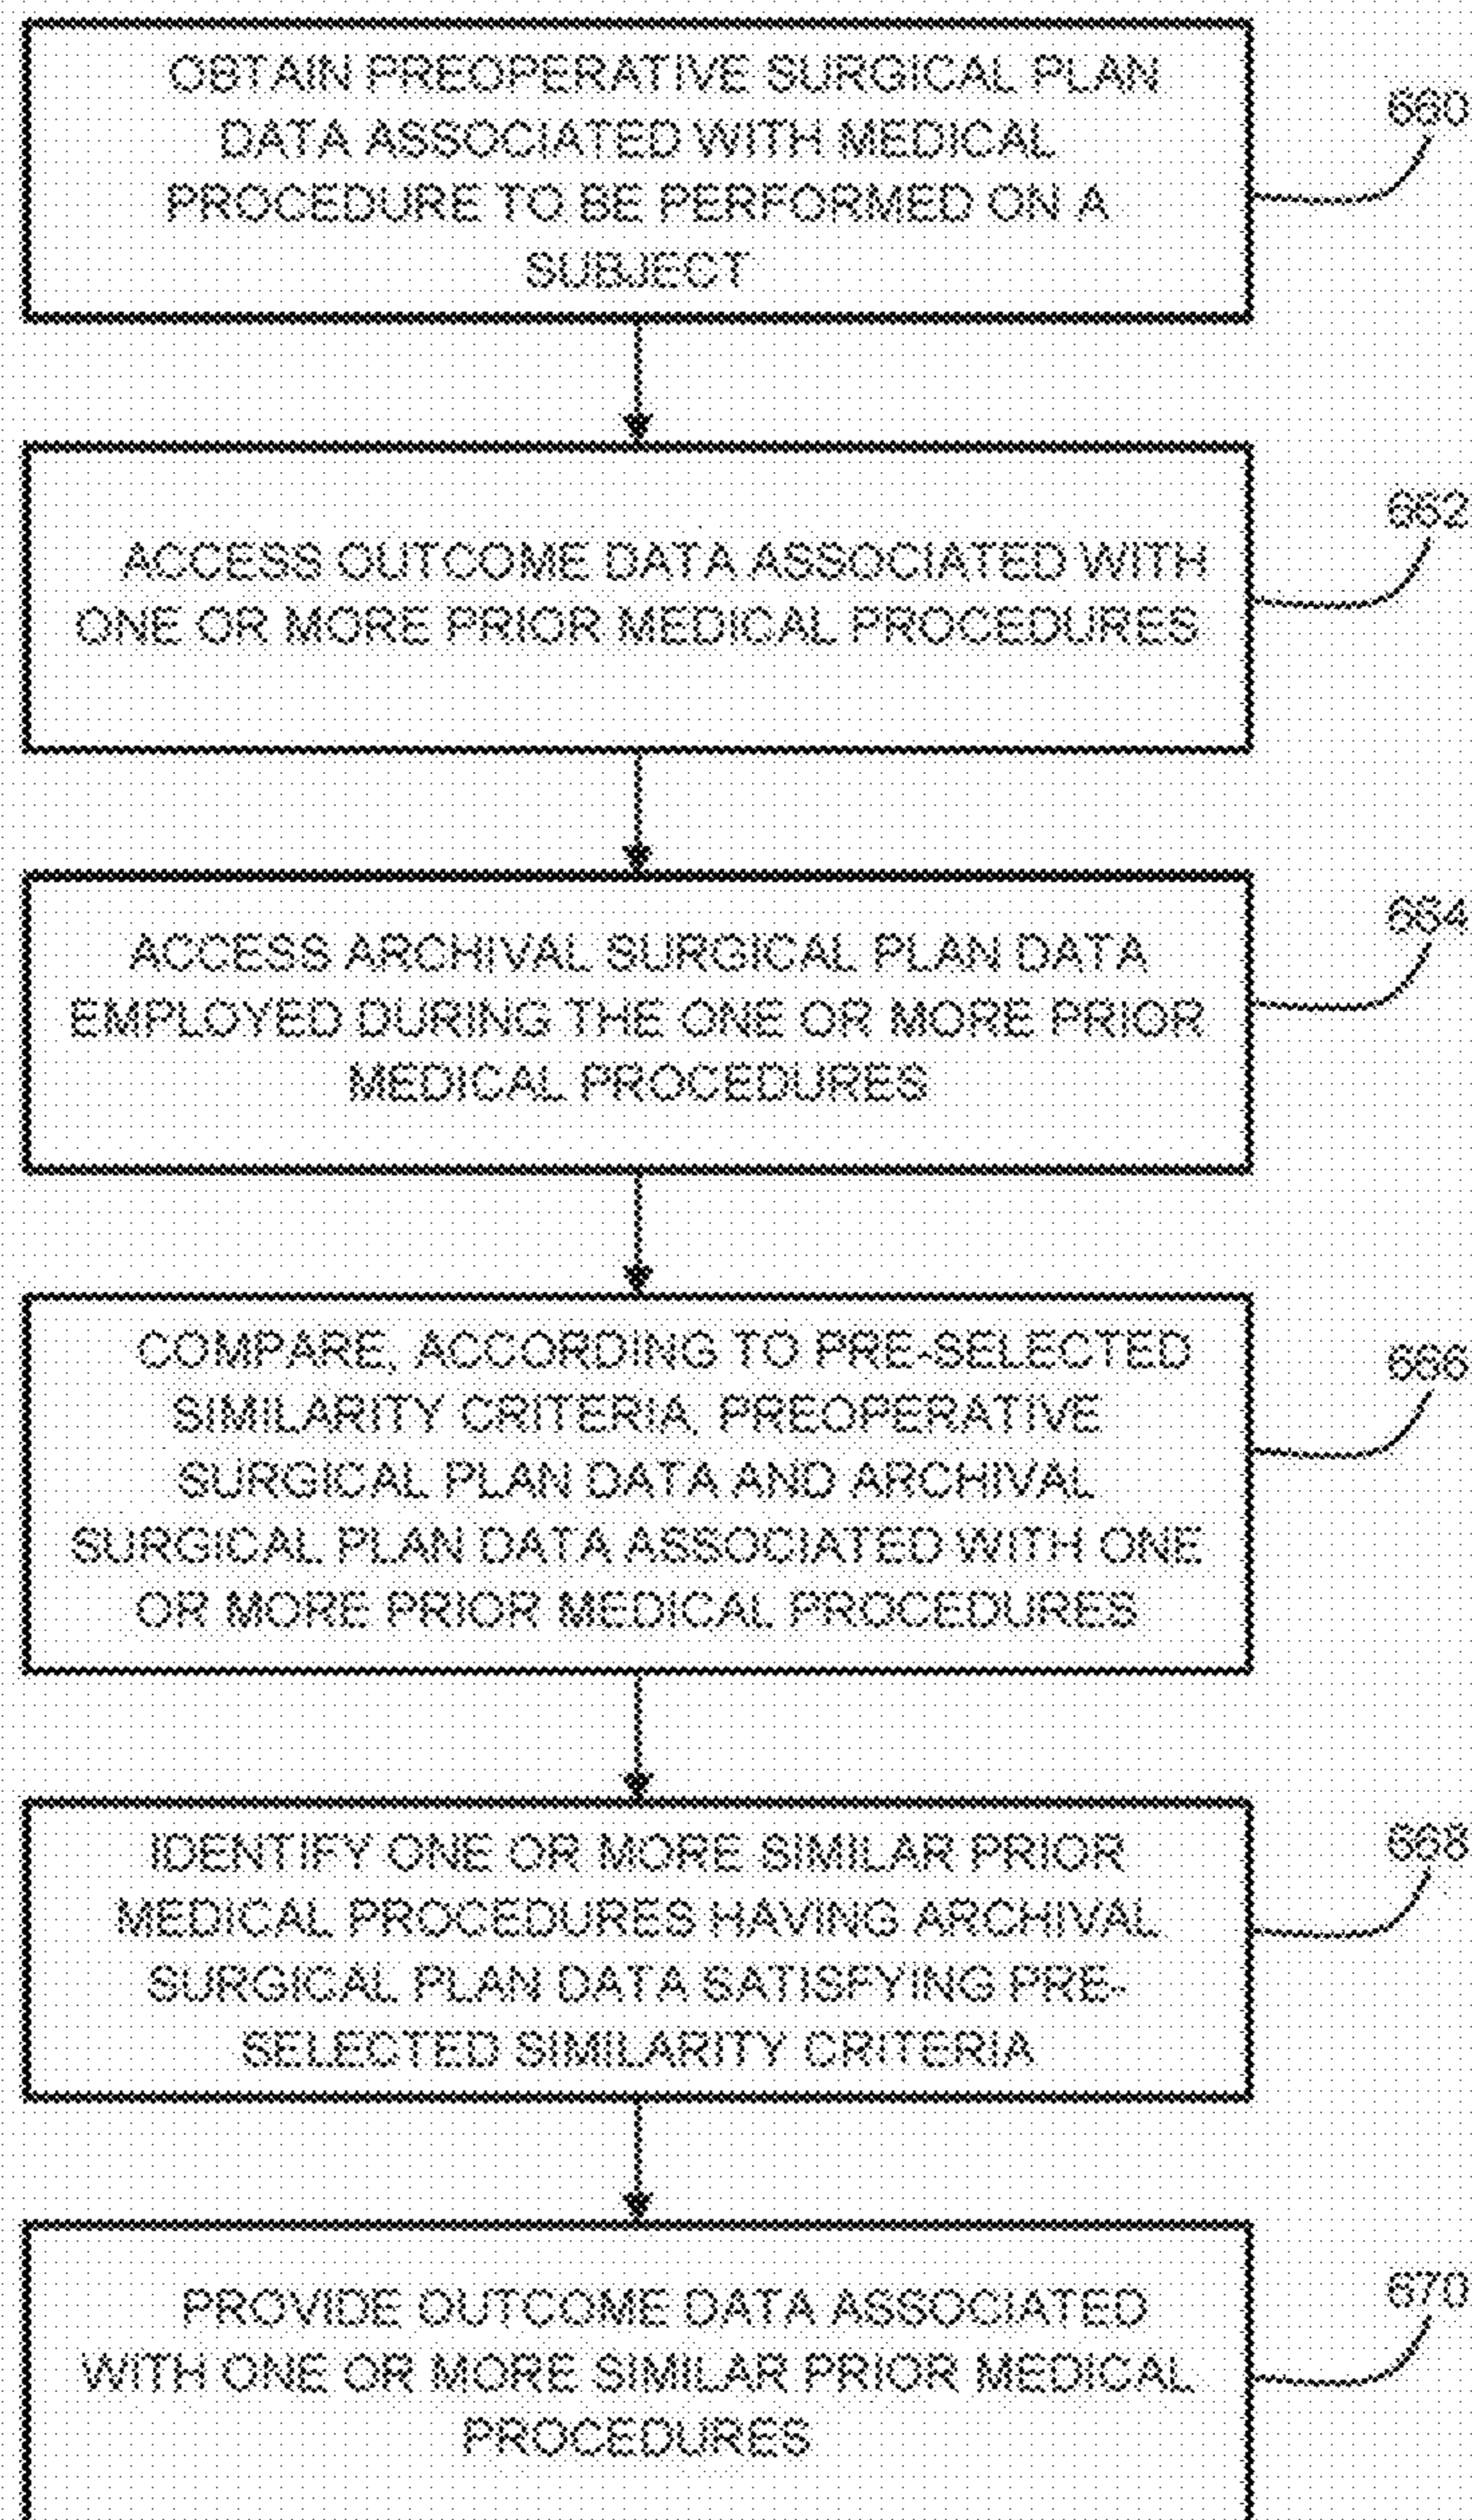 OBTAIN PREOPERATIVE SURGICAL PLAN
DATA ASSOCIATED WITH MEDICAL
PROCEDURE TO BE PERFORMED ON A
SUBJECT
660
ACCESS OUTCOME DATA ASSOCIATED WITH
ONE OR MORE PRIOR MEDICAL PROCEDURES
662
ACCESS ARCHIVAL SURGICAL PLAN DATA
EMPLOYED DURING THE ONE OR MORE PRIOR
MEDICAL PROCEDURES
664
COMPARE, ACCORDING TO PRE-SELECTED
SIMILARITY CRITERIA, PREOPERATIVE
SURGICAL PLAN DATA AND ARCHIVAL
SURGICAL PLAN DATA ASSOCIATED WITH ONE
OR MORE PRIOR MEDICAL PROCEDURES
666
IDENTIFY ONE OR MORE SIMILAR PRIOR
MEDICAL PROCEDURES HAVING ARCHIVAL
SURGICAL PLAN DATA SATISFYING PRE-
SELECTED SIMILARITY CRITERIA
668
PROVIDE OUTCOME DATA ASSOCIATED
WITH ONE OR MORE SIMILAR PRIOR MEDICAL
PROCEDURES
670